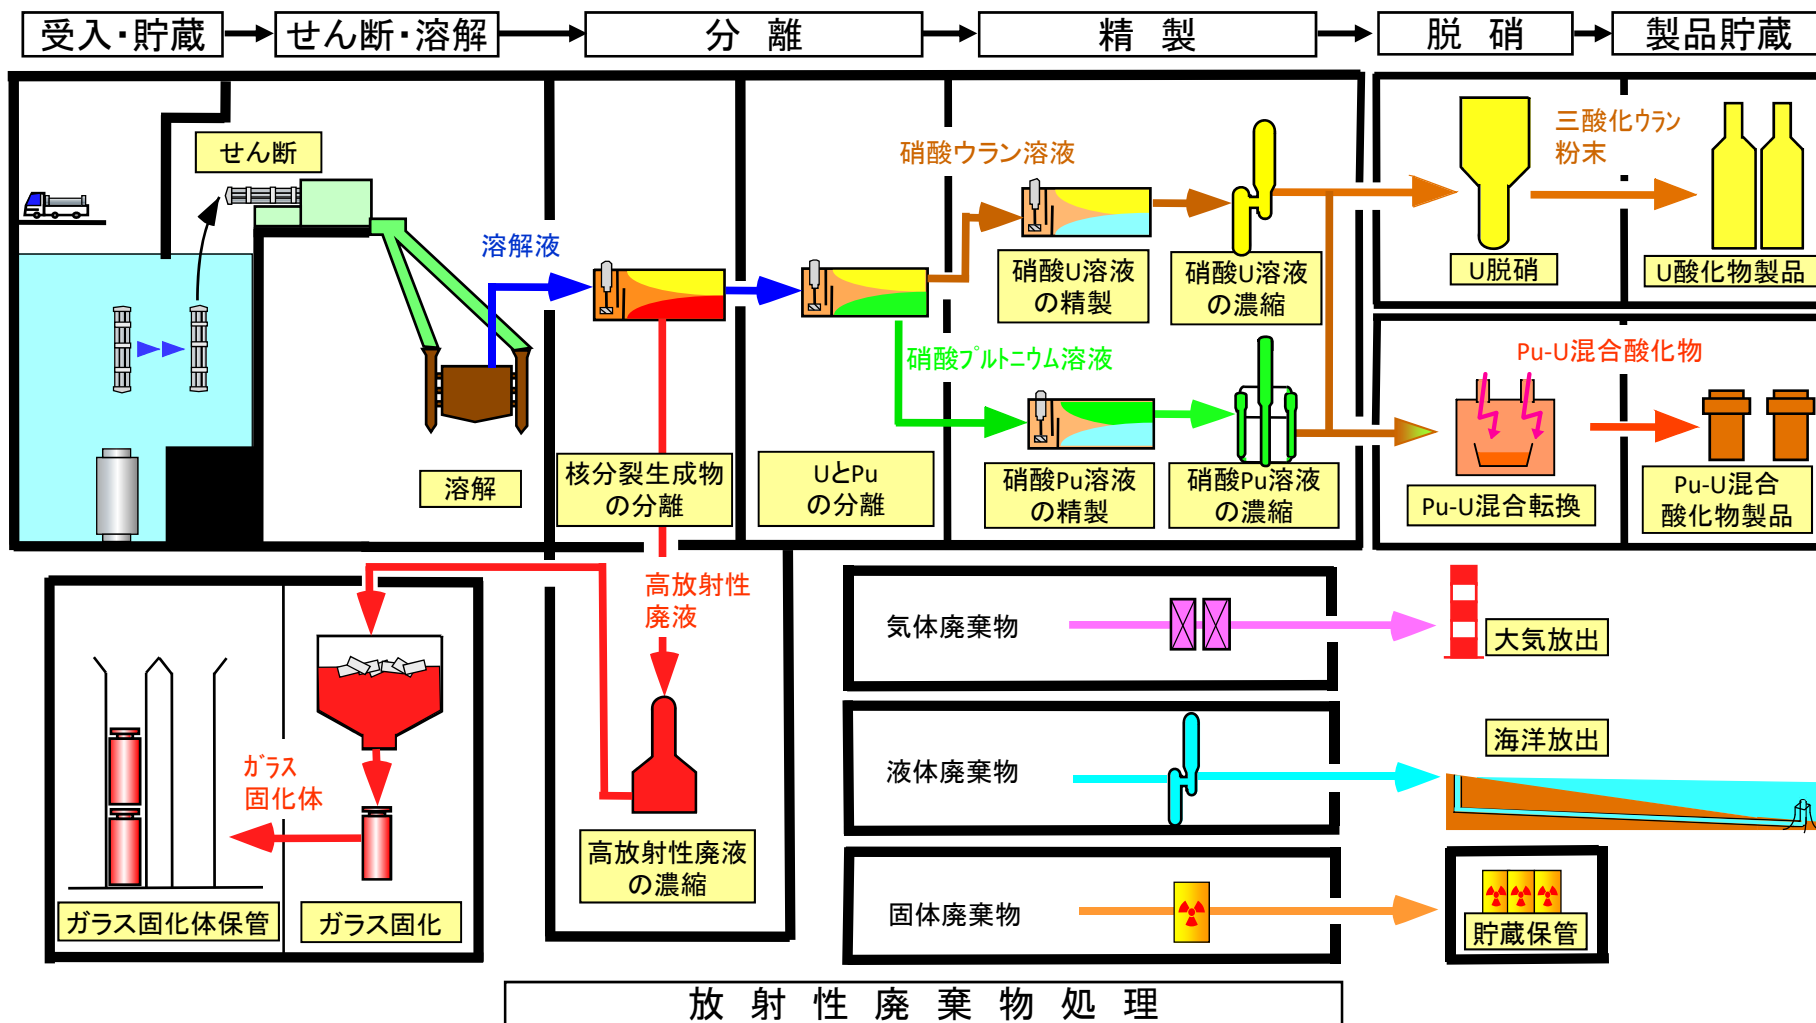 受入・貯蔵
せん断・溶解
分離
精製
脱硝
製品貯蔵
せん断
溶解液
溶解
核分裂生成物
の分離
UとPu
の分離
硝酸ウラン溶液
硝酸プルトニウム溶液
硝酸U溶液
の精製
硝酸U溶液
の濃縮
硝酸Pu溶液
の精製
硝酸Pu溶液
の濃縮
三酸化ウラン
粉末
U脱硝
U酸化物製品
Pu-U混合酸化物
Pu-U混合転換
Pu-U混合
酸化物製品
高放射性
廃液
高放射性廃液
の濃縮
ガラス
固化体
ガラス固化体保管
ガラス固化
気体廃棄物
大気放出
液体廃棄物
海洋放出
固体廃棄物
貯蔵保管
放射性廃棄物処理